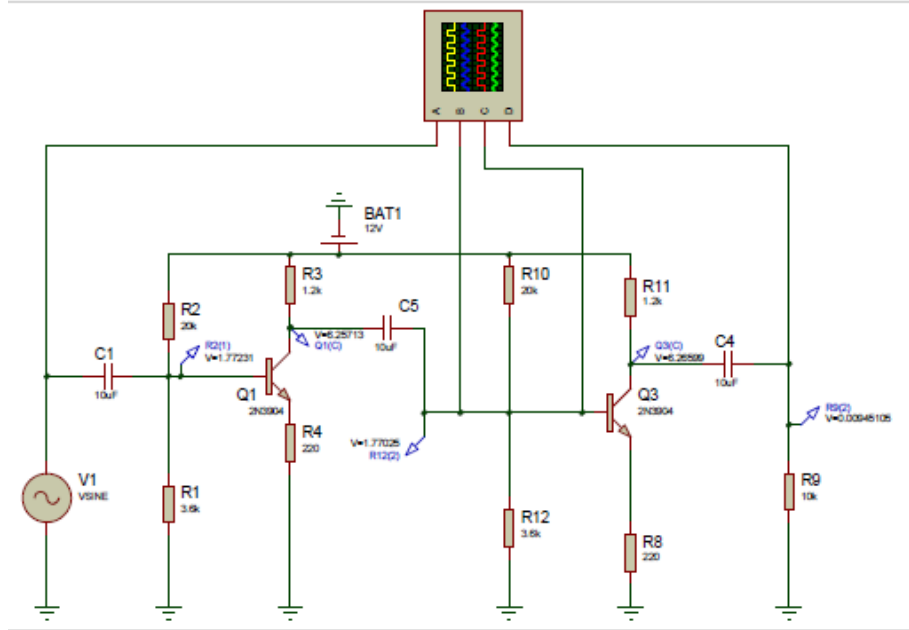 A B C D
BAT1
12V
R3
1.2k
R10
20k
R11
1.2k
R2
20k
C5
10uF
V=6.25713
Q1(C)
R2(1)
V=1.77231
C1
10uF
Q3(C)
V=6.26599
C4
10uF
Q1
2N3904
Q3
2N3904
R4
220
V=1.77025
R12(2)
R9(2)
V=0.00945105
V1
VSINE
R1
3.6k
R12
3.6k
R9
10k
R8
220